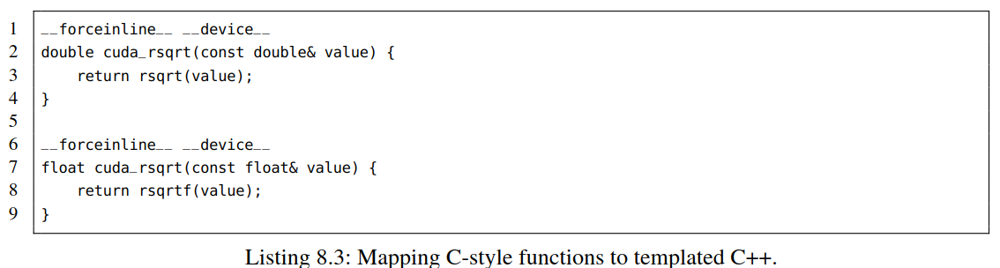 1 __forceinline__ __device__
2 double cuda_rsqrt(const double& value) {
3     return rsqrt(value);
4 }
5
6 __forceinline__ __device__
7 float cuda_rsqrt(const float& value) {
8     return rsqrtf(value);
9 }
Listing 8.3: Mapping C-style functions to templated C++.